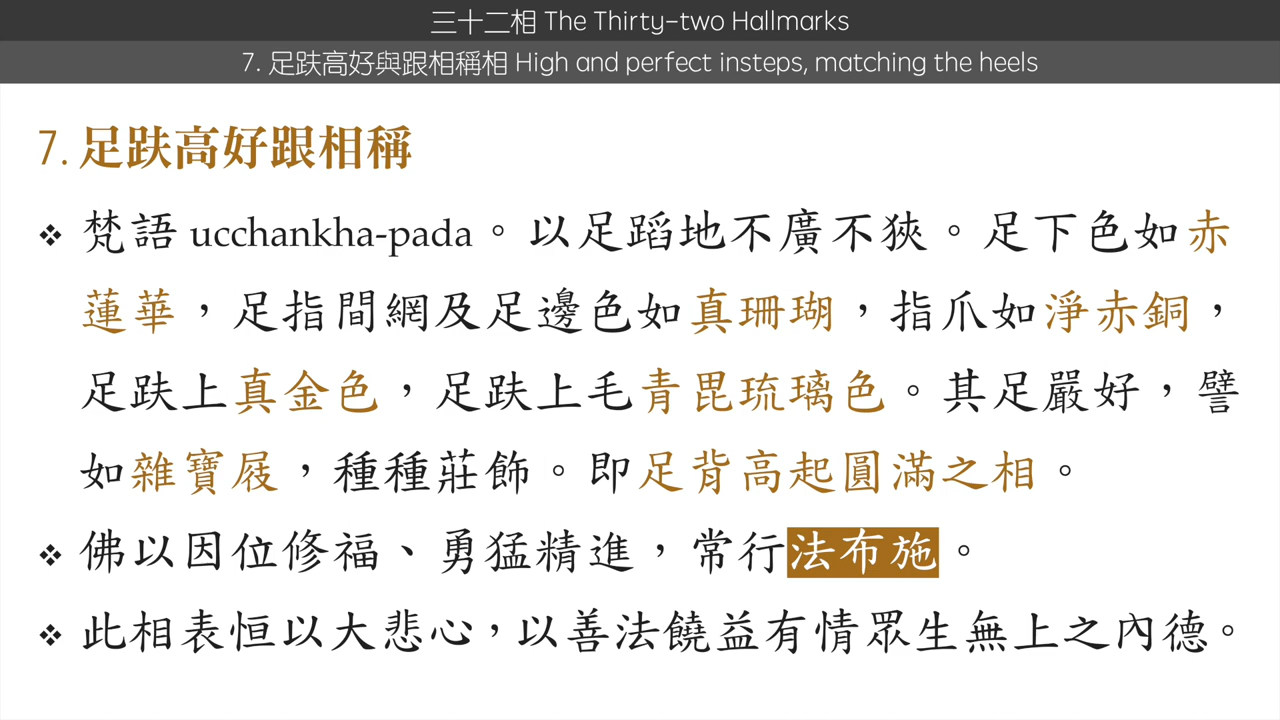 三十二相 The Thirty-two Hallmarks
7. 足趺高好與跟相稱相 High and perfect insteps, matching the heels
7. 足趺高好跟相稱
❖ 梵語 ucchankha-pada。以足蹈地不廣不狹。足下色如赤
蓮華，足指間網及足邊色如真珊瑚，指爪如淨赤銅，
足趺上真金色，足趺上毛青毘琉璃色。其足嚴好，譬
如雜寶屐，種種莊飾。即足背高起圓滿之相。
❖ 佛以因位修福、勇猛精進，常行法布施。
❖ 此相表恒以大悲心，以善法饒益有情眾生無上之內德。